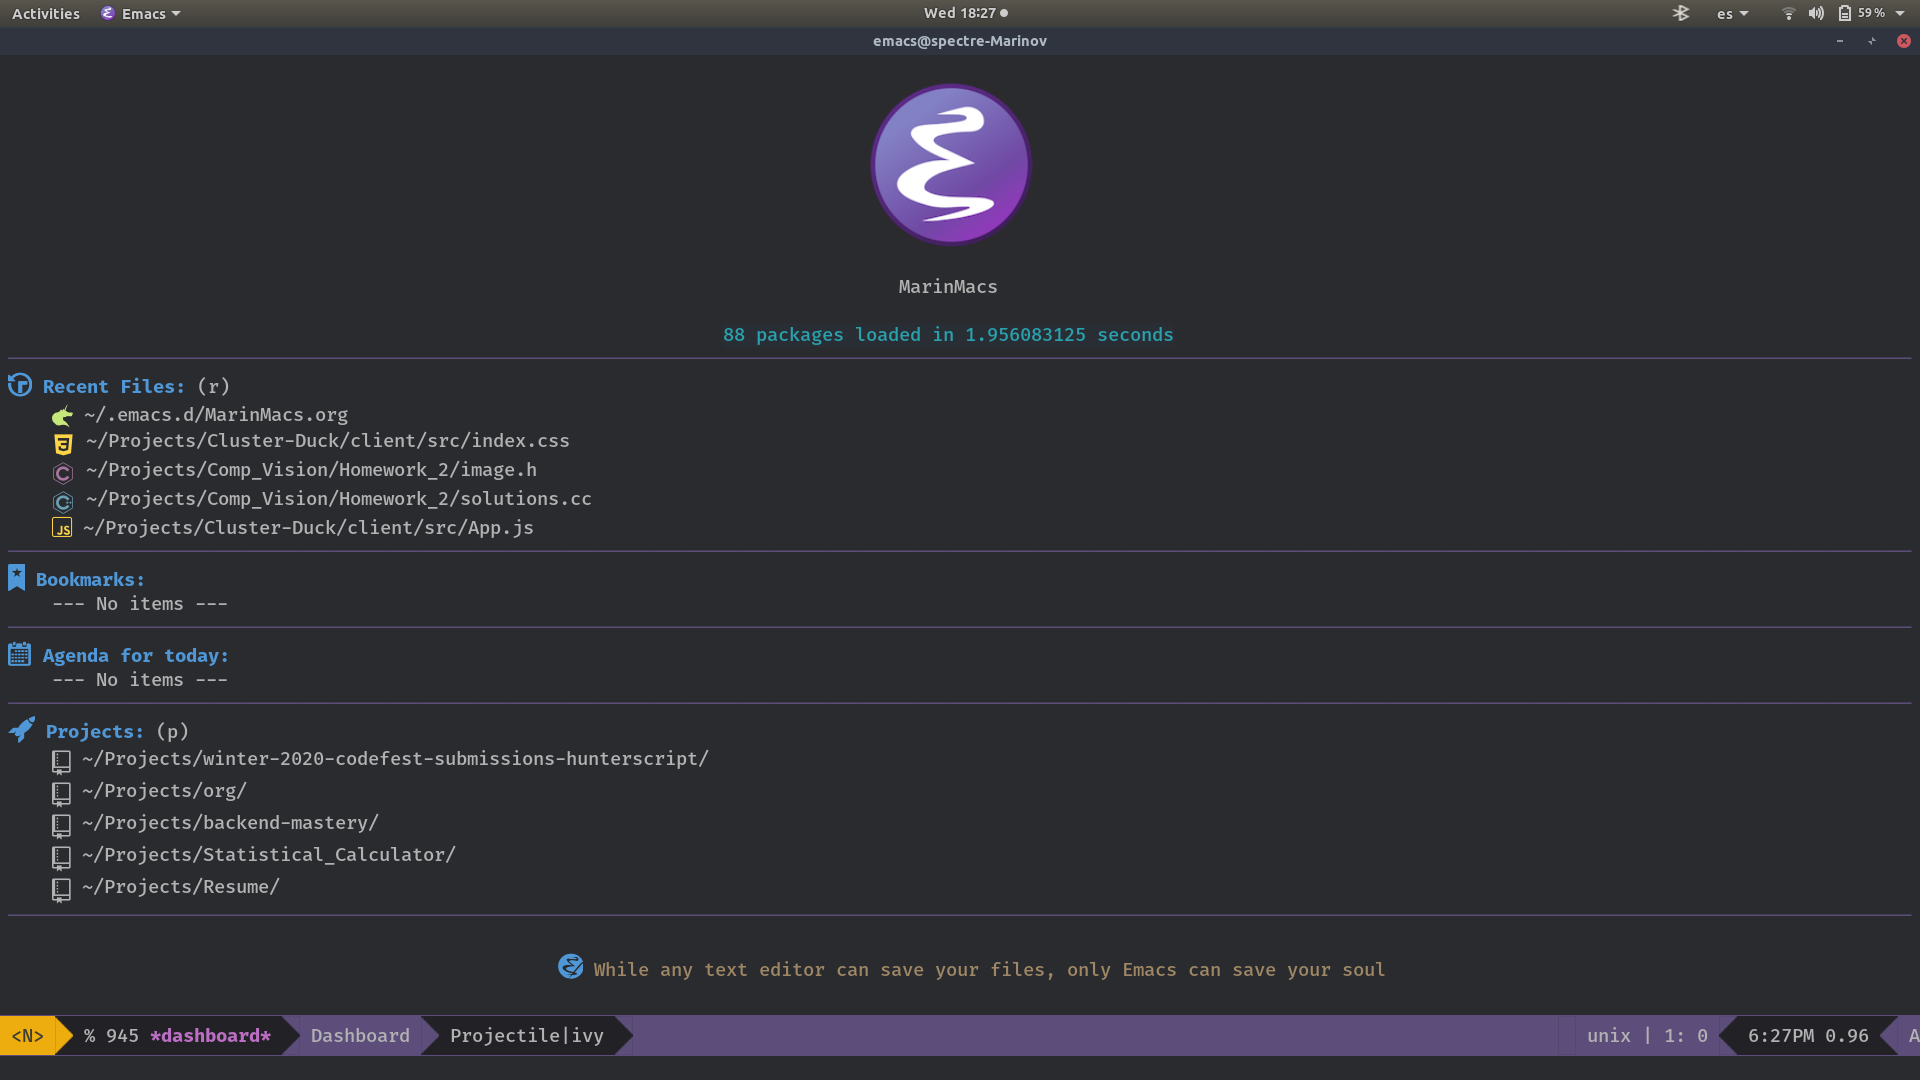 Activities Emacs Wed 18:27 es 59%
emacs@spectre-Marinov
MarinMacs
88 packages loaded in 1.956083125 seconds
Recent Files: (r)
~/.emacs.d/MarinMacs.org
~/Projects/Cluster-Duck/client/src/index.css
~/Projects/Comp_Vision/Homework_2/image.h
~/Projects/Comp_Vision/Homework_2/solutions.cc
JS ~/Projects/Cluster-Duck/client/src/App.js
Bookmarks:
--- No items ---
Agenda for today:
--- No items ---
Projects: (p)
~/Projects/winter-2020-codefest-submissions-hunterscript/
~/Projects/org/
~/Projects/backend-mastery/
~/Projects/Statistical_Calculator/
~/Projects/Resume/
While any text editor can save your files, only Emacs can save your soul
<N> % 945 *dashboard* Dashboard Projectile|ivy unix | 1: 0 6:27PM 0.96 A